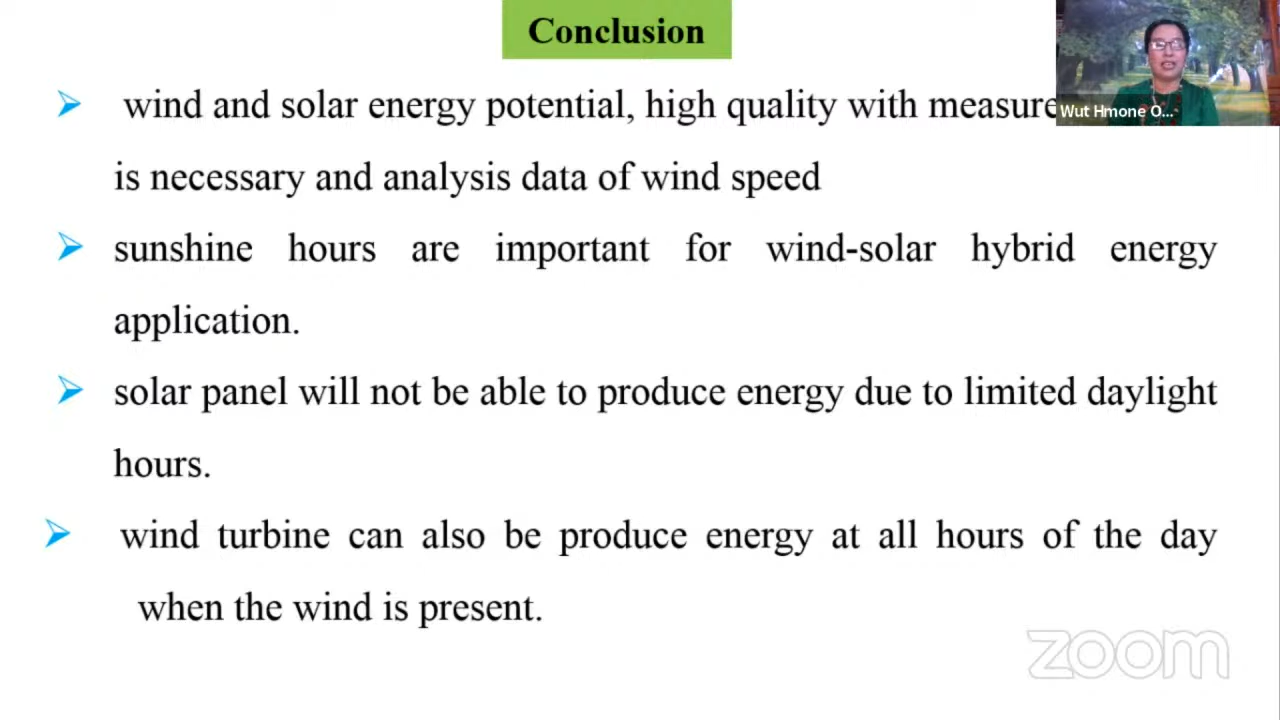 Conclusion
➢ wind and solar energy potential, high quality with
Wut Hmone O...
is necessary and analysis data of wind speed
➢ sunshine hours are important for wind-solar hybrid energy
application.
➢ solar panel will not be able to produce energy due to limited daylight
hours.
➢ wind turbine can also be produce energy at all hours of the day
when the wind is present.
zoom